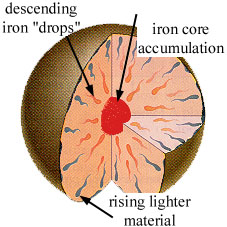 descending
iron "drops"
iron core
accumulation
rising lighter
material